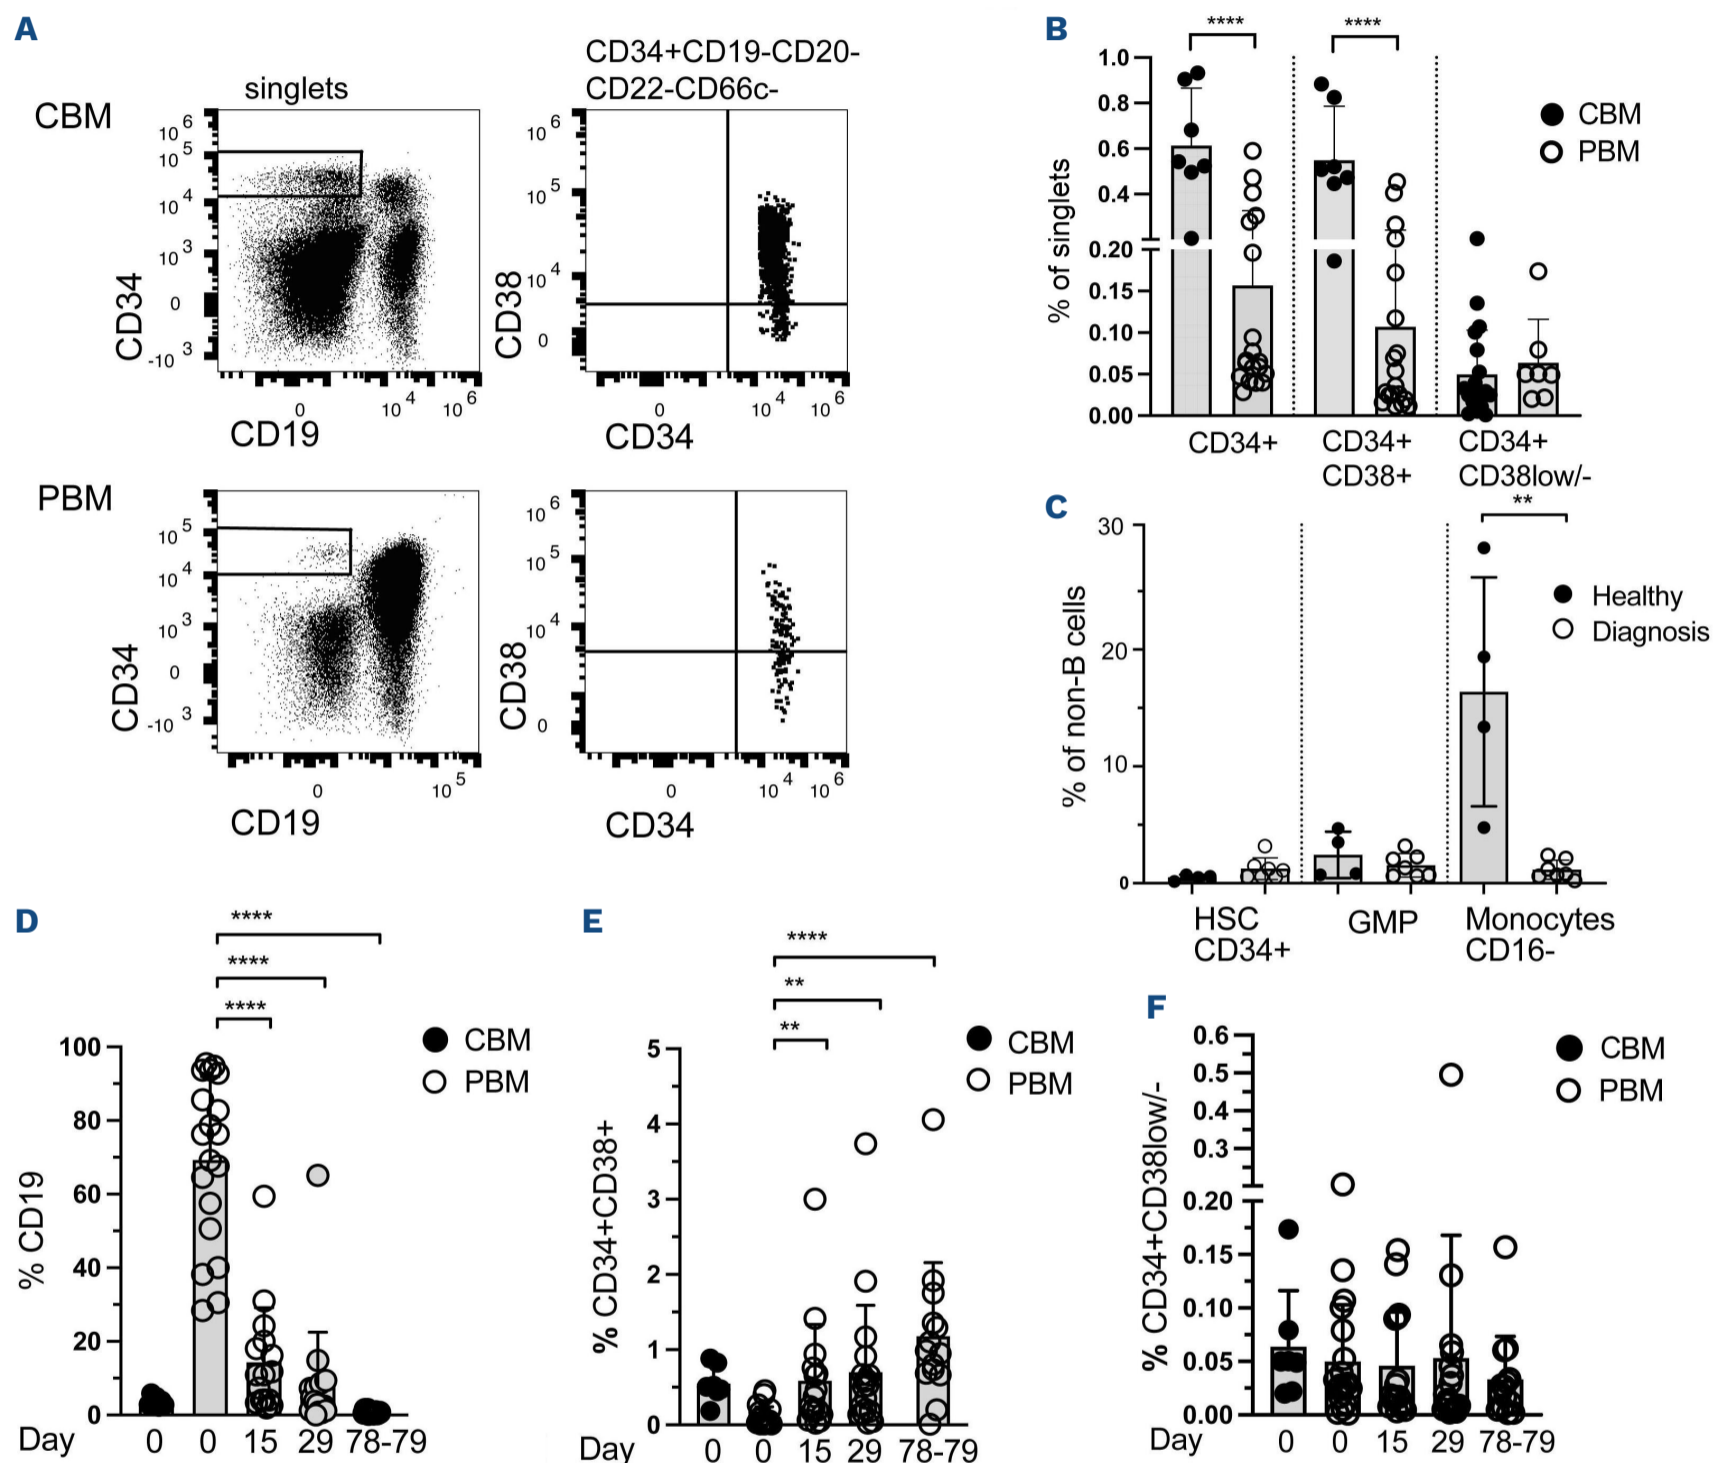 A
CD34+CD19-CD20-
singlets
CD22-CD66c-
CBM
10 6
10 5
10 4
10 3
0
-10 3
CD34
0
10 4
10 6
CD19
10 6
10 5
10 4
0
CD38
0
10 4
10 6
CD34
PBM
10 5
10 4
10 3
0
-10 3
CD34
0
10 5
CD19
10 6
10 5
10 4
0
CD38
0
10 4
10 6
CD34
B
****
****
1.0
0.8
0.6
0.4
0.20
0.15
0.10
0.05
0.00
% of singlets
CBM
PBM
CD34+
CD34+
CD38+
CD34+
CD38low/-
C
**
30
20
10
0
% of non-B cells
Healthy
Diagnosis
HSC
CD34+
GMP
Monocytes
CD16-
D
****
****
****
CBM
PBM
100
80
60
40
20
0
% CD19
Day
0
0
15
29
78-79
E
****
**
**
CBM
PBM
5
4
3
2
1
0
% CD34+CD38+
Day
0
0
15
29
78-79
F
CBM
PBM
0.6
0.5
0.4
0.3
0.20
0.15
0.10
0.05
0.00
% CD34+CD38low/-
Day
0
0
15
29
78-79